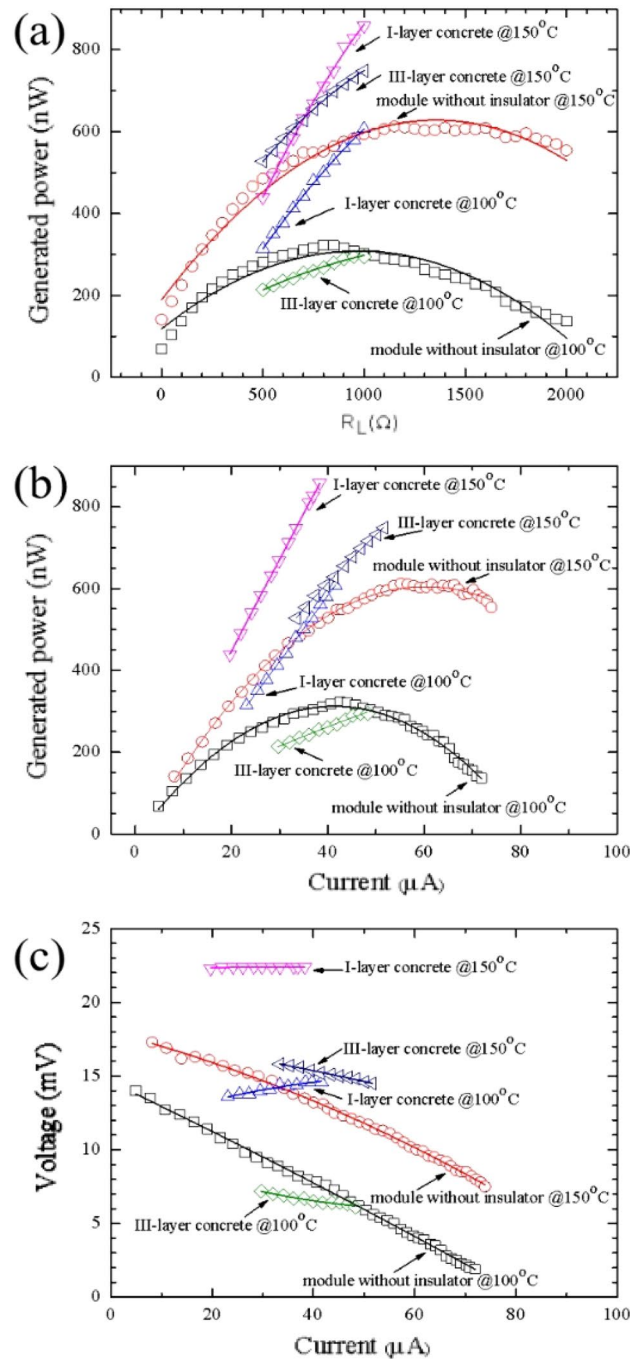 (a)
800
600
400
200
0
Generated power (nW)
I-layer concrete @150°C
III-layer concrete @150°C
module without insulator @150°C
I-layer concrete @100°C
III-layer concrete @100°C
module without insulator @100°C
0 500 1000 1500 2000
R_L(Ω)
(b)
800
600
400
200
0
Generated power (nW)
I-layer concrete @150°C
III-layer concrete @150°C
module without insulator @150°C
I-layer concrete @100°C
III-layer concrete @100°C
module without insulator @100°C
0 20 40 60 80 100
Current (μA)
(c)
25
20
15
10
5
0
Voltage (mV)
I-layer concrete @150°C
III-layer concrete @150°C
I-layer concrete @100°C
module without insulator @150°C
III-layer concrete @100°C
module without insulator @100°C
0 20 40 60 80 100
Current (μA)